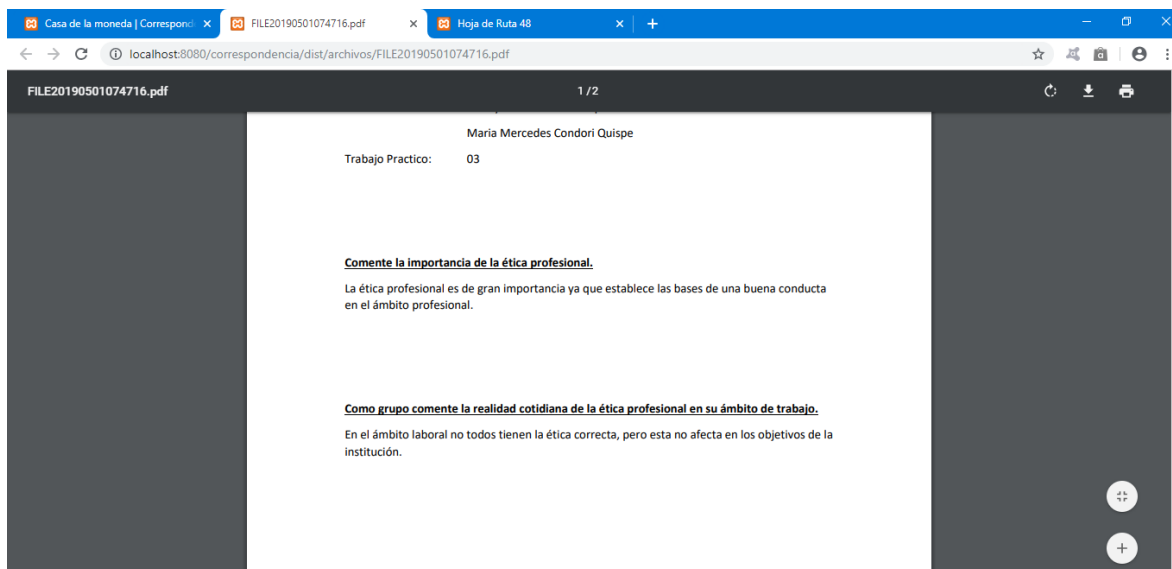 Casa de la moneda | Correspond
FILE20190501074716.pdf
Hoja de Ruta 48
localhost:8080/correspondencia/dist/archivos/FILE20190501074716.pdf
FILE20190501074716.pdf
1 / 2
Maria Mercedes Condori Quispe
Trabajo Practico: 03
Comente la importancia de la ética profesional.
La ética profesional es de gran importancia ya que establece las bases de una buena conducta
en el ámbito profesional.
Como grupo comente la realidad cotidiana de la ética profesional en su ámbito de trabajo.
En el ámbito laboral no todos tienen la ética correcta, pero esta no afecta en los objetivos de la
institución.